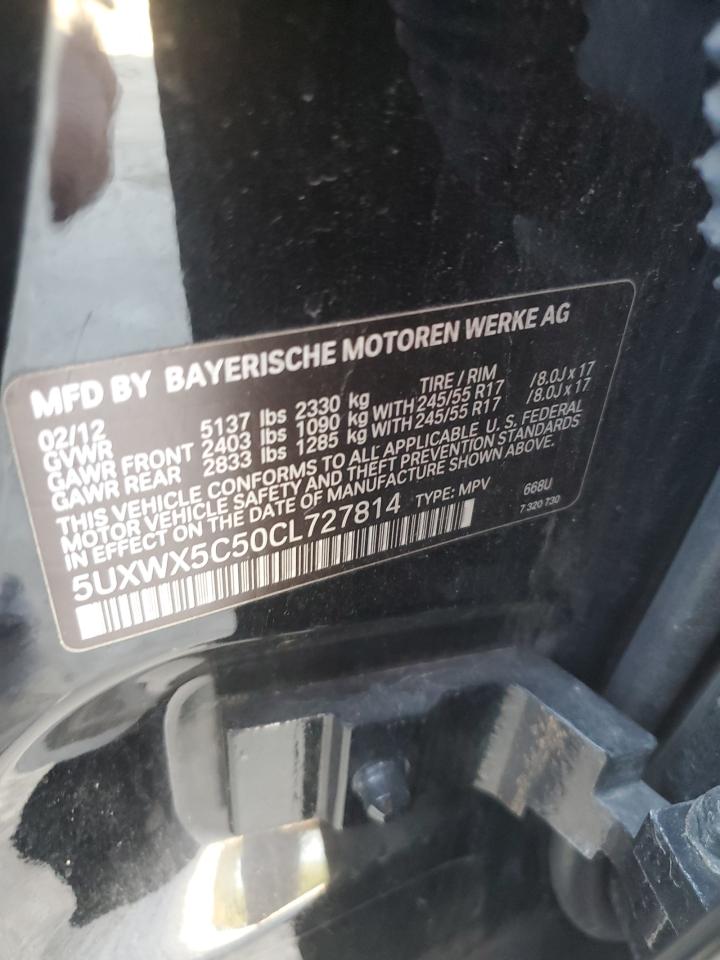 MFD BY BAYERISCHE MOTOREN WERKE AG
02/12 TIRE / RIM
GVWR 5137 lbs 2330 kg
GAWR FRONT 2403 lbs 1090 kg WITH 245/55 R17 /8.0J x 17
GAWR REAR 2833 lbs 1285 kg WITH 245/55 R17 /8.0J x 17
THIS VEHICLE CONFORMS TO ALL APPLICABLE U. S. FEDERAL
MOTOR VEHICLE SAFETY AND THEFT PREVENTION STANDARDS
IN EFFECT ON THE DATE OF MANUFACTURE SHOWN ABOVE.
5UXWX5C50CL727814 TYPE: MPV 668U
7 320 730